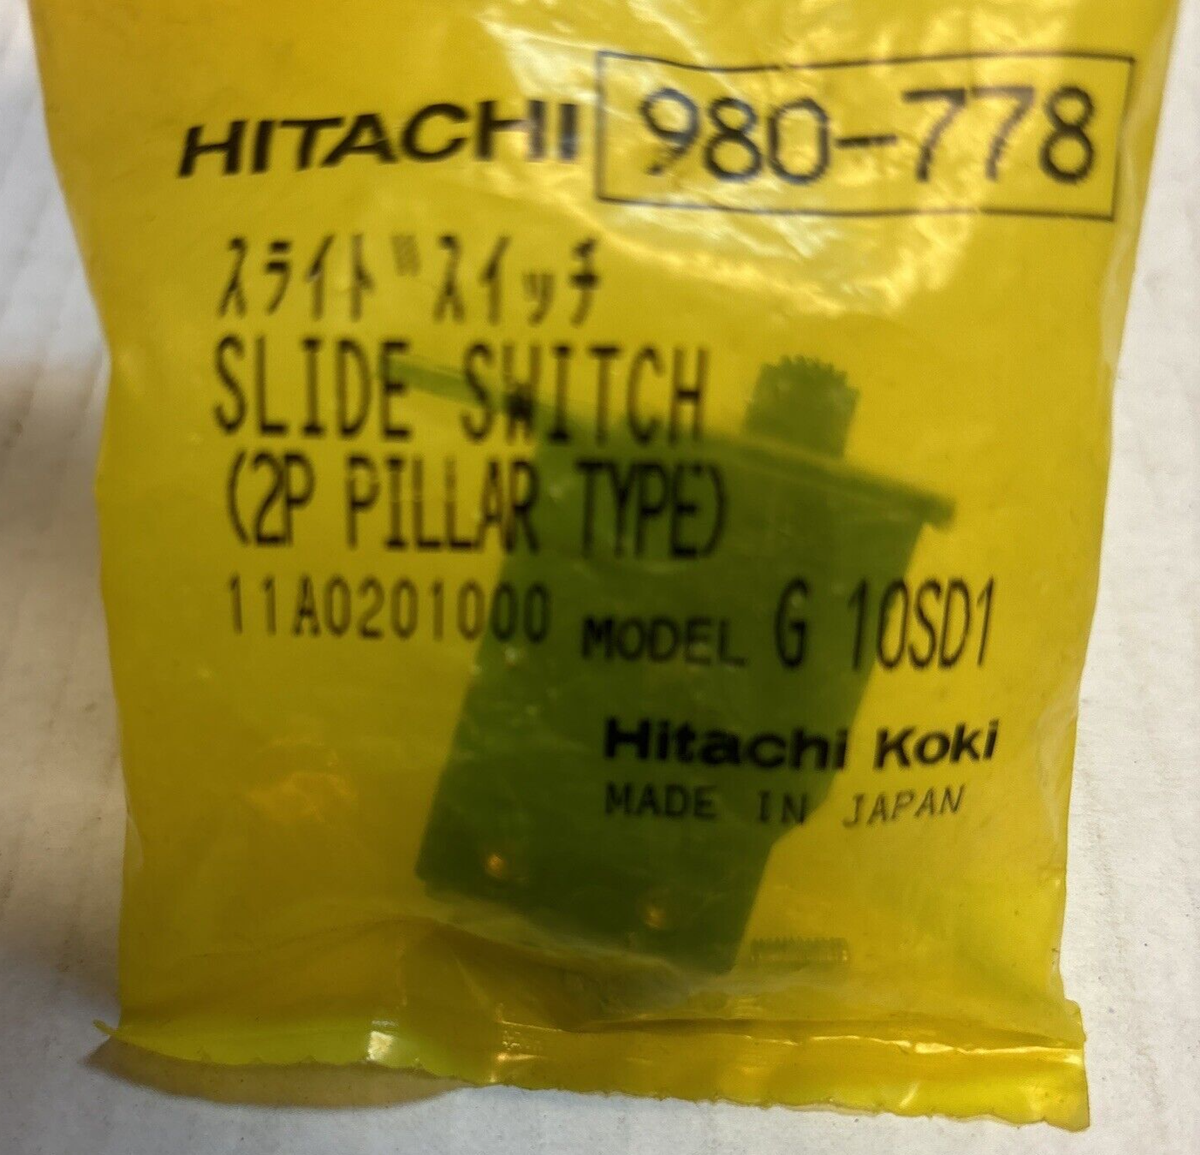 HITACHI 980-778
スライドスイッチ
SLIDE SWITCH
(2P PILLAR TYPE)
11A0201000 MODEL G 10SD1
Hitachi Koki
MADE IN JAPAN